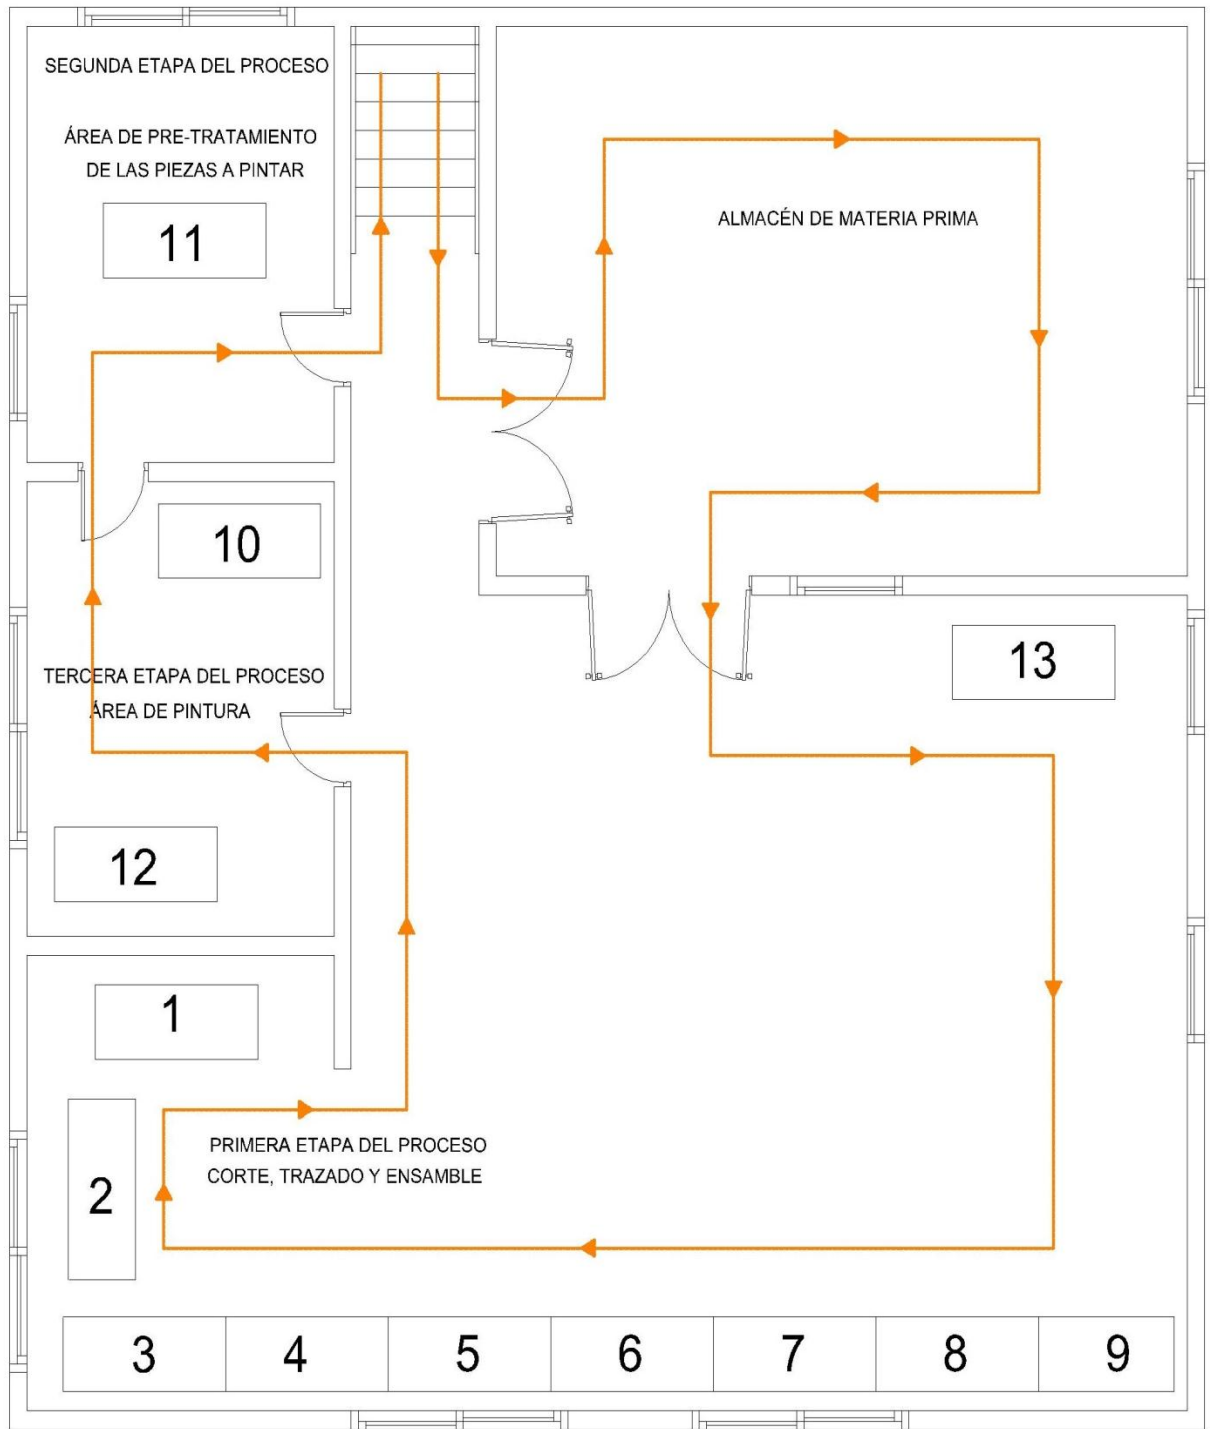 SEGUNDA ETAPA DEL PROCESO
ÁREA DE PRE-TRATAMIENTO
DE LAS PIEZAS A PINTAR
11
ALMACÉN DE MATERIA PRIMA
10
TERCERA ETAPA DEL PROCESO
ÁREA DE PINTURA
13
12
1
PRIMERA ETAPA DEL PROCESO
CORTE, TRAZADO Y ENSAMBLE
2
3 4 5 6 7 8 9